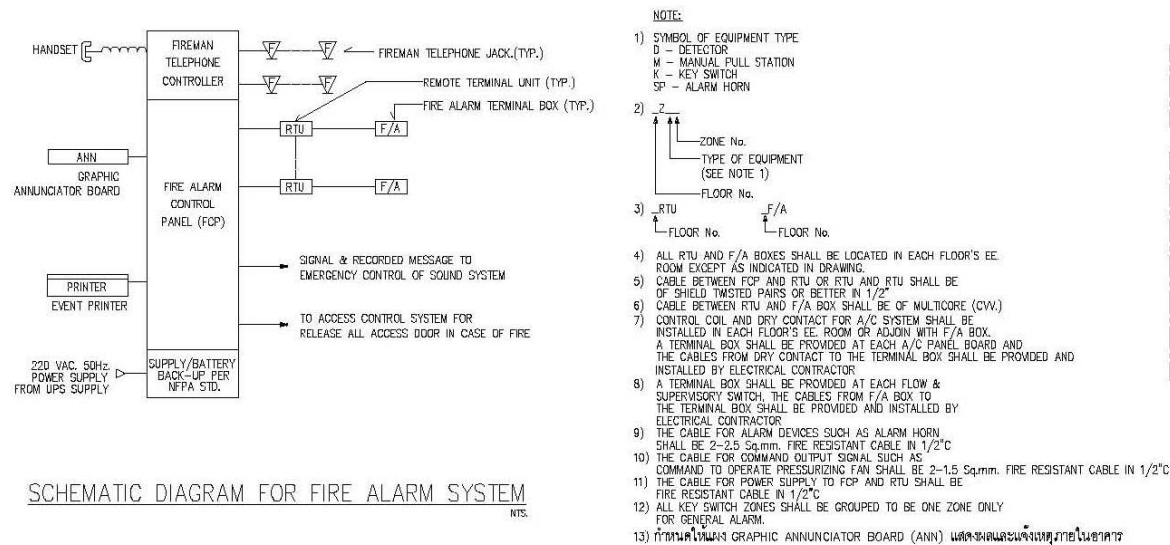 HANDSET
FIREMAN
TELEPHONE
CONTROLLER
F F
FIREMAN TELEPHONE JACK.(TYP.)
F F
REMOTE TERMINAL UNIT (TYP.)
FIRE ALARM TERMINAL BOX (TYP.)
RTU F/A
ANN
GRAPHIC
ANNUNCIATOR BOARD
FIRE ALARM
CONTROL
PANEL (FCP)
RTU F/A
SIGNAL & RECORDED MESSAGE TO
EMERGENCY CONTROL OF SOUND SYSTEM
PRINTER
EVENT PRINTER
TO ACCESS CONTROL SYSTEM FOR
RELEASE ALL ACCESS DOOR IN CASE OF FIRE
220 VAC. 50Hz.
POWER SUPPLY
FROM UPS SUPPLY
SUPPLY/BATTERY
BACK-UP PER
NFPA STD.
SCHEMATIC DIAGRAM FOR FIRE ALARM SYSTEM
NTS.
NOTE:
1) SYMBOL OF EQUIPMENT TYPE
D - DETECTOR
M - MANUAL PULL STATION
K - KEY SWITCH
SP - ALARM HORN
2) _Z__
ZONE No.
TYPE OF EQUIPMENT
(SEE NOTE 1)
FLOOR No.
3) _RTU _F/A
FLOOR No. FLOOR No.
4) ALL RTU AND F/A BOXES SHALL BE LOCATED IN EACH FLOOR'S EE.
ROOM EXCEPT AS INDICATED IN DRAWING.
5) CABLE BETWEEN FCP AND RTU OR RTU AND RTU SHALL BE
OF SHIELD TWISTED PAIRS OR BETTER IN 1/2"
6) CABLE BETWEEN RTU AND F/A BOX SHALL BE OF MULTICORE (CVV.)
7) CONTROL COIL AND DRY CONTACT FOR A/C SYSTEM SHALL BE
INSTALLED IN EACH FLOOR'S EE. ROOM OR ADJOIN WITH F/A BOX.
A TERMINAL BOX SHALL BE PROVIDED AT EACH A/C PANEL BOARD AND
THE CABLES FROM DRY CONTACT TO THE TERMINAL BOX SHALL BE PROVIDED AND
INSTALLED BY ELECTRICAL CONTRACTOR
8) A TERMINAL BOX SHALL BE PROVIDED AT EACH FLOW &
SUPERVISORY SWITCH, THE CABLES FROM F/A BOX TO
THE TERMINAL BOX SHALL BE PROVIDED AND INSTALLED BY
ELECTRICAL CONTRACTOR
9) THE CABLE FOR ALARM DEVICES SUCH AS ALARM HORN
SHALL BE 2-2.5 Sq.mm. FIRE RESISTANT CABLE IN 1/2"C
10) THE CABLE FOR COMMAND OUTPUT SIGNAL SUCH AS
COMMAND TO OPERATE PRESSURIZING FAN SHALL BE 2-1.5 Sq.mm. FIRE RESISTANT CABLE IN 1/2"C
11) THE CABLE FOR POWER SUPPLY TO FCP AND RTU SHALL BE
FIRE RESISTANT CABLE IN 1/2"C
12) ALL KEY SWITCH ZONES SHALL BE GROUPED TO BE ONE ZONE ONLY
FOR GENERAL ALARM.
13) กำหนดให้แผง GRAPHIC ANNUNCIATOR BOARD (ANN) แสดงผลและแจ้งเหตุภายในอาคาร